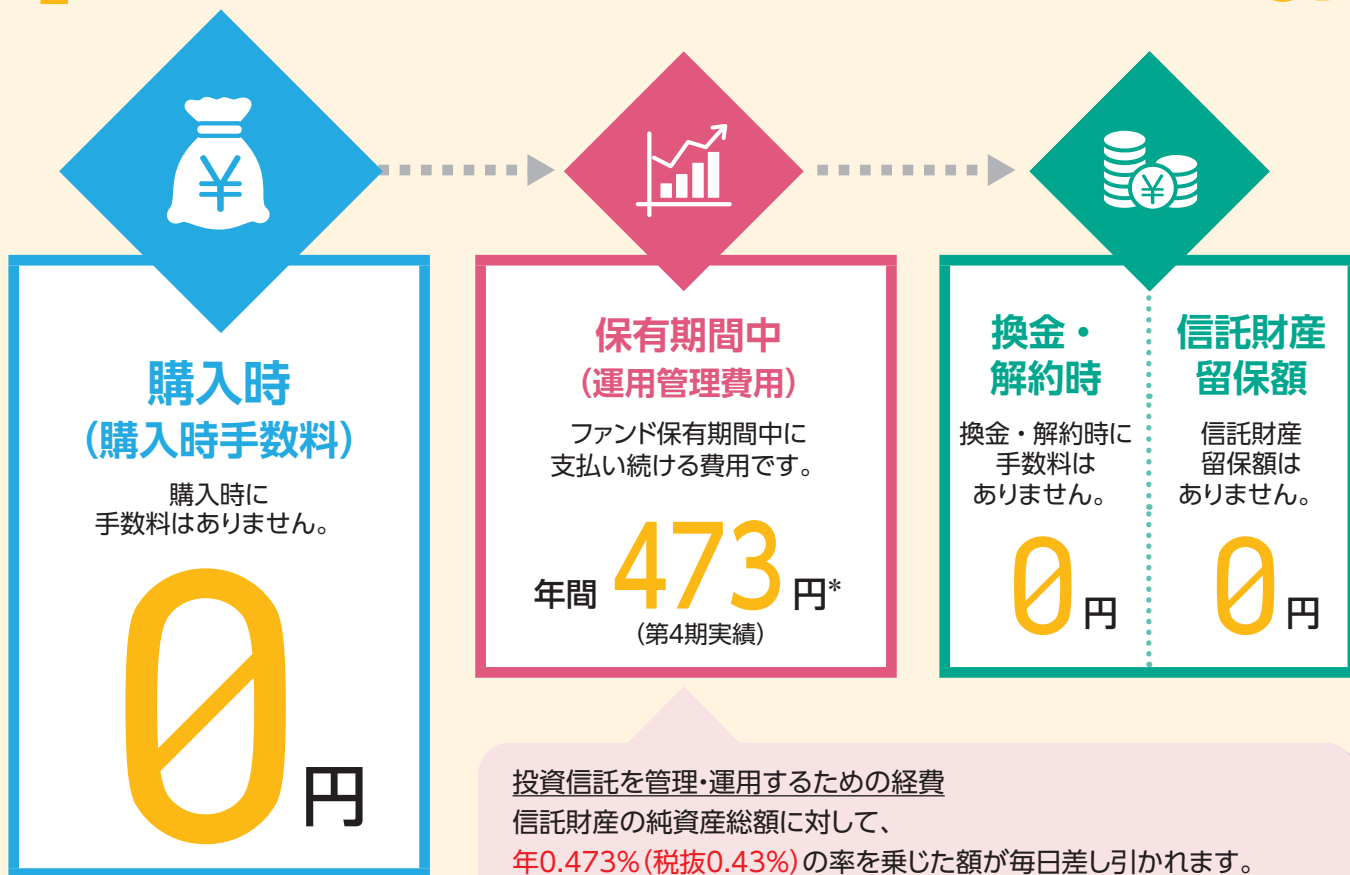 購入時
(購入時手数料)
購入時に
手数料はありません。
0円
保有期間中
(運用管理費用)
ファンド保有期間中に
支払い続ける費用です。
年間 473円*
(第4期実績)
換金・
解約時
換金・解約時に
手数料は
ありません。
0円
信託財産
留保額
信託財産
留保額は
ありません。
0円
投資信託を管理・運用するための経費
信託財産の純資産総額に対して、
年0.473%(税抜0.43%)の率を乗じた額が毎日差し引かれます。